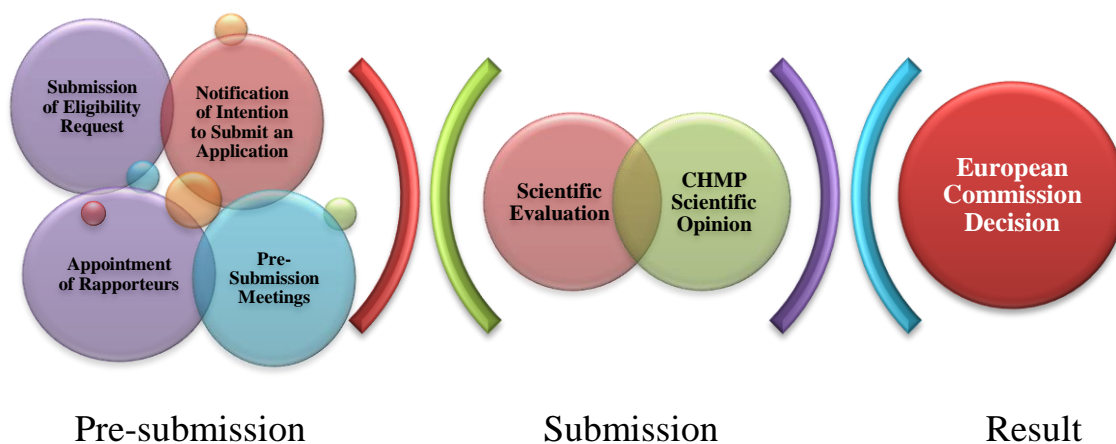 Submission
of Eligibility
Request
Notification
of Intention
to Submit an
Application
Appointment
of Rapporteurs
Pre-
Submission
Meetings
Scientific
Evaluation
CHMP
Scientific
Opinion
European
Commission
Decision
Pre-submission
Submission
Result